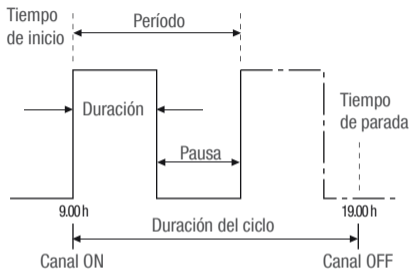 Tiempo
de inicio
Período
Duración
Tiempo
de parada
Pausa
9.00 h
19.00 h
Duración del ciclo
Canal ON
Canal OFF